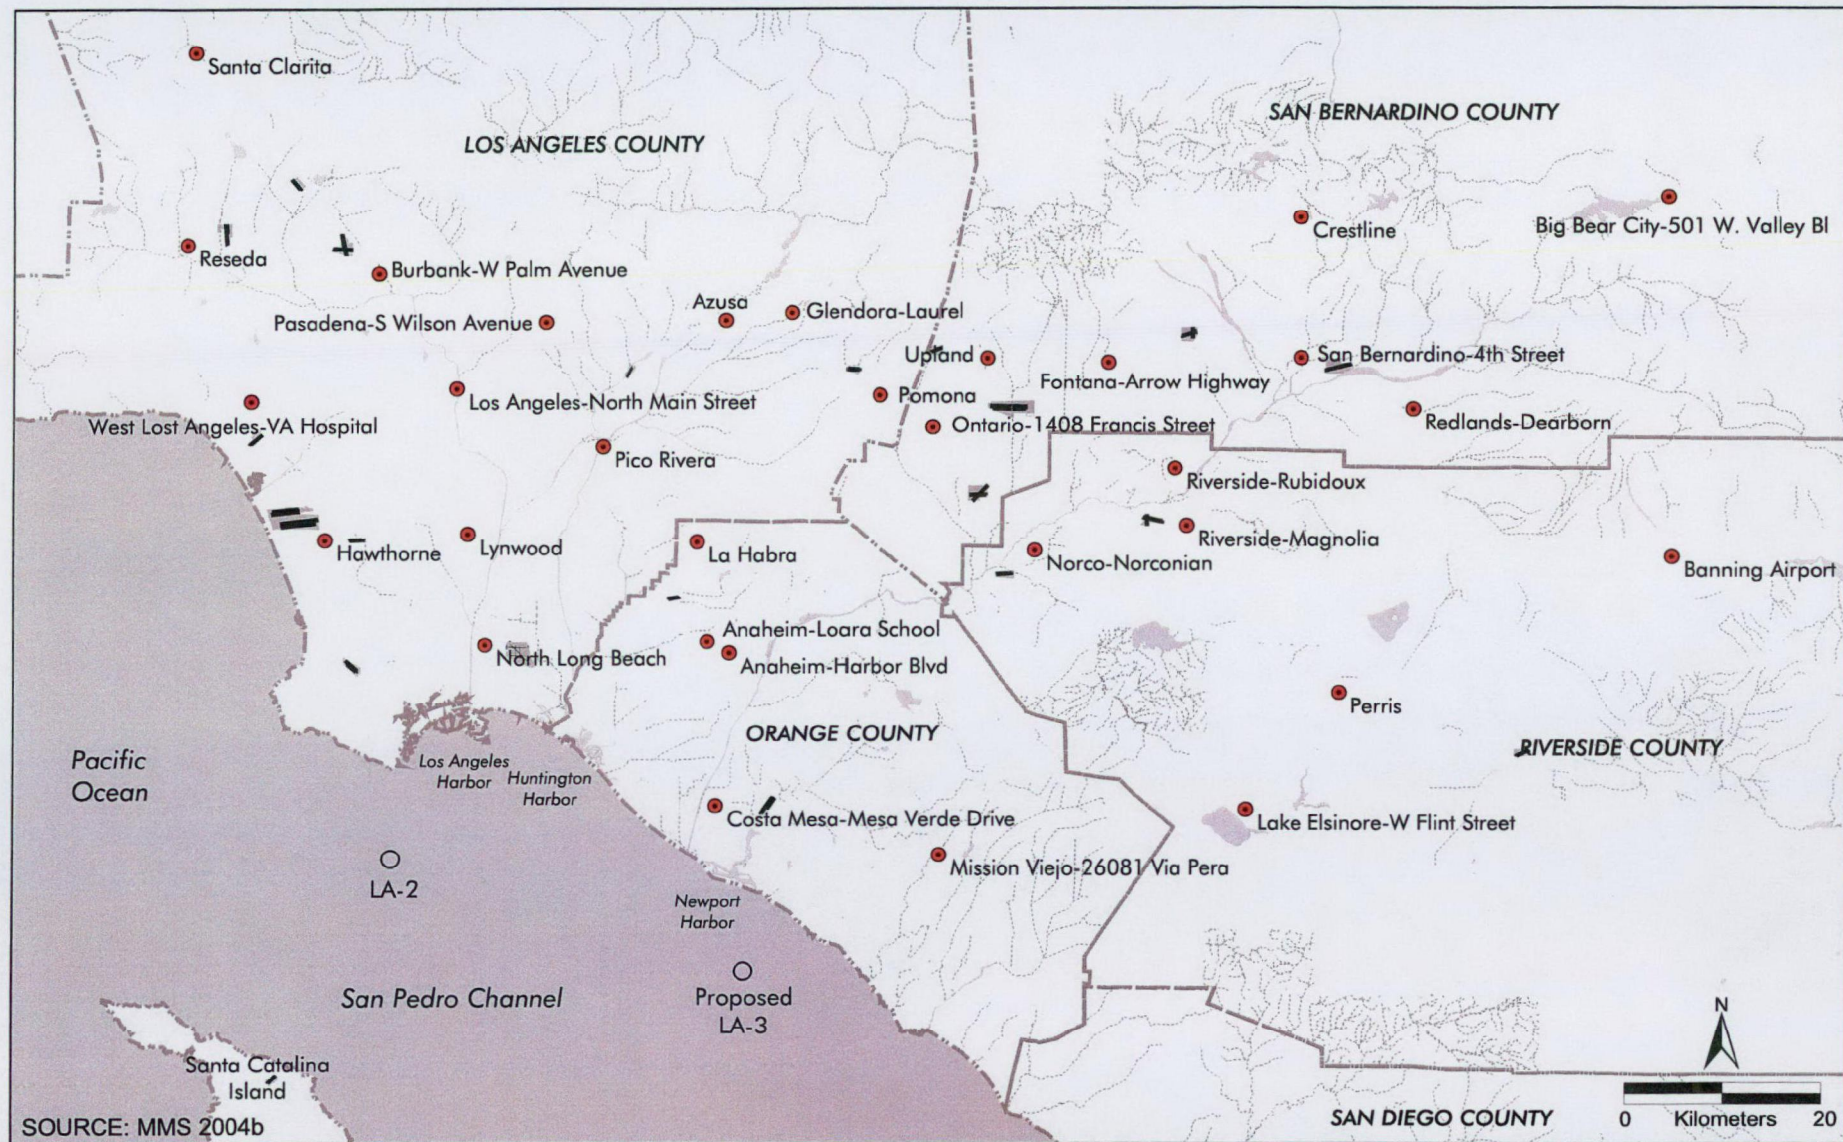 Santa Clarita
LOS ANGELES COUNTY
SAN BERNARDINO COUNTY
Big Bear City-501 W. Valley Bl
Crestline
Reseda
Burbank-W Palm Avenue
Azusa
Glendora-Laurel
Pasadena-S Wilson Avenue
Upland
San Bernardino-4th Street
Fontana-Arrow Highway
Pomona
Los Angeles-North Main Street
West Lost Angeles-VA Hospital
Ontario-1408 Francis Street
Redlands-Dearborn
Pico Rivera
Riverside-Rubidoux
Riverside-Magnolia
Hawthorne
Lynwood
La Habra
Norco-Norconian
Banning Airport
Anaheim-Loara School
North Long Beach
Anaheim-Harbor Blvd
Perris
ORANGE COUNTY
RIVERSIDE COUNTY
Pacific
Ocean
Los Angeles
Harbor
Huntington
Harbor
Costa Mesa-Mesa Verde Drive
Lake Elsinore-W Flint Street
Mission Viejo-26081 Via Pera
LA-2
Newport
Harbor
San Pedro Channel
Proposed
LA-3
N
Santa Catalina
Island
SOURCE: MMS 2004b
SAN DIEGO COUNTY
0 Kilometers 20